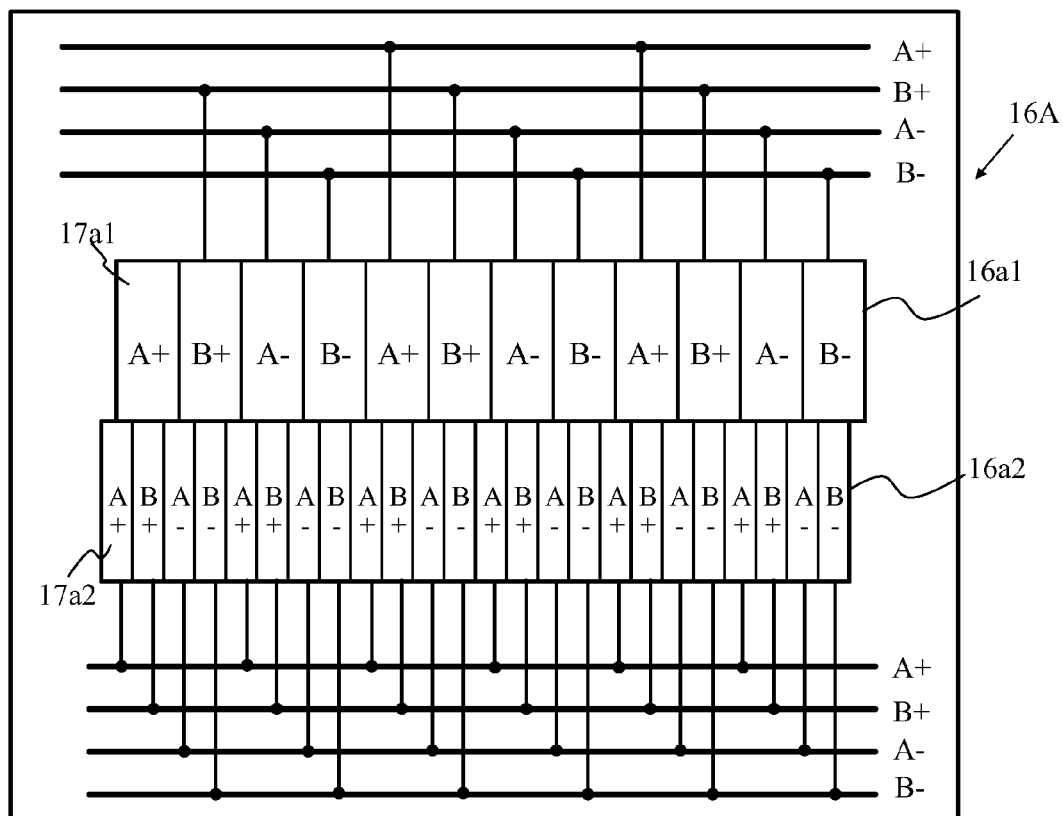 A+
B+
A-
B-
16A
17a1
16a1
A+ B+ A- B- A+ B+ A- B- A+ B+ A- B-
16a2
A+ B+ A- B- A+ B+ A- B- A+ B+ A- B- A+ B+ A- B- A+ B+ A- B- A+ B+ A- B-
17a2
A+
B+
A-
B-